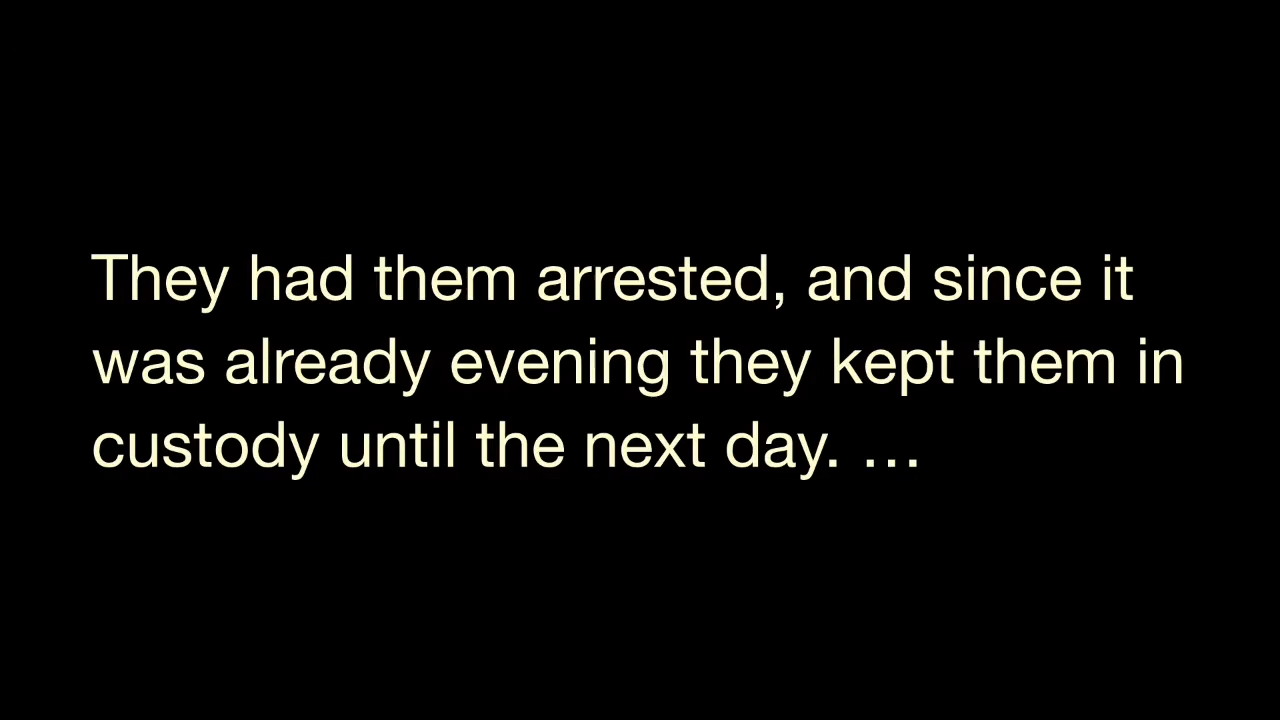 They had them arrested, and since it
was already evening they kept them in
custody until the next day. …